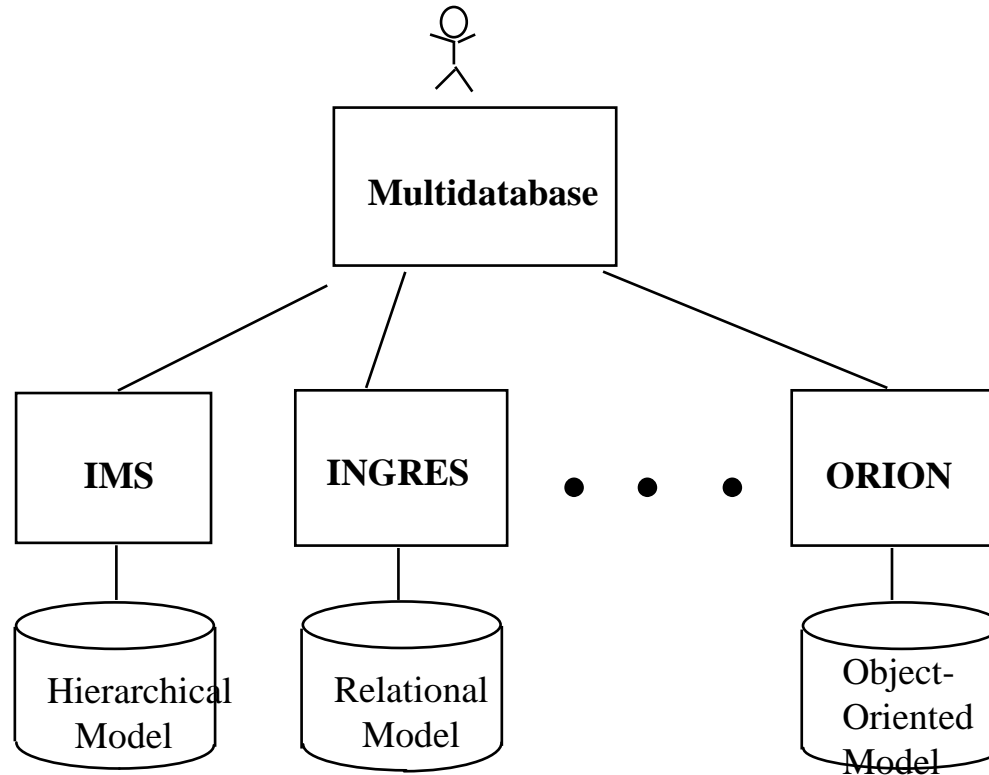 Multidatabase
IMS
INGRES
ORION
Hierarchical
Model
Relational
Model
Object-
Oriented
Model